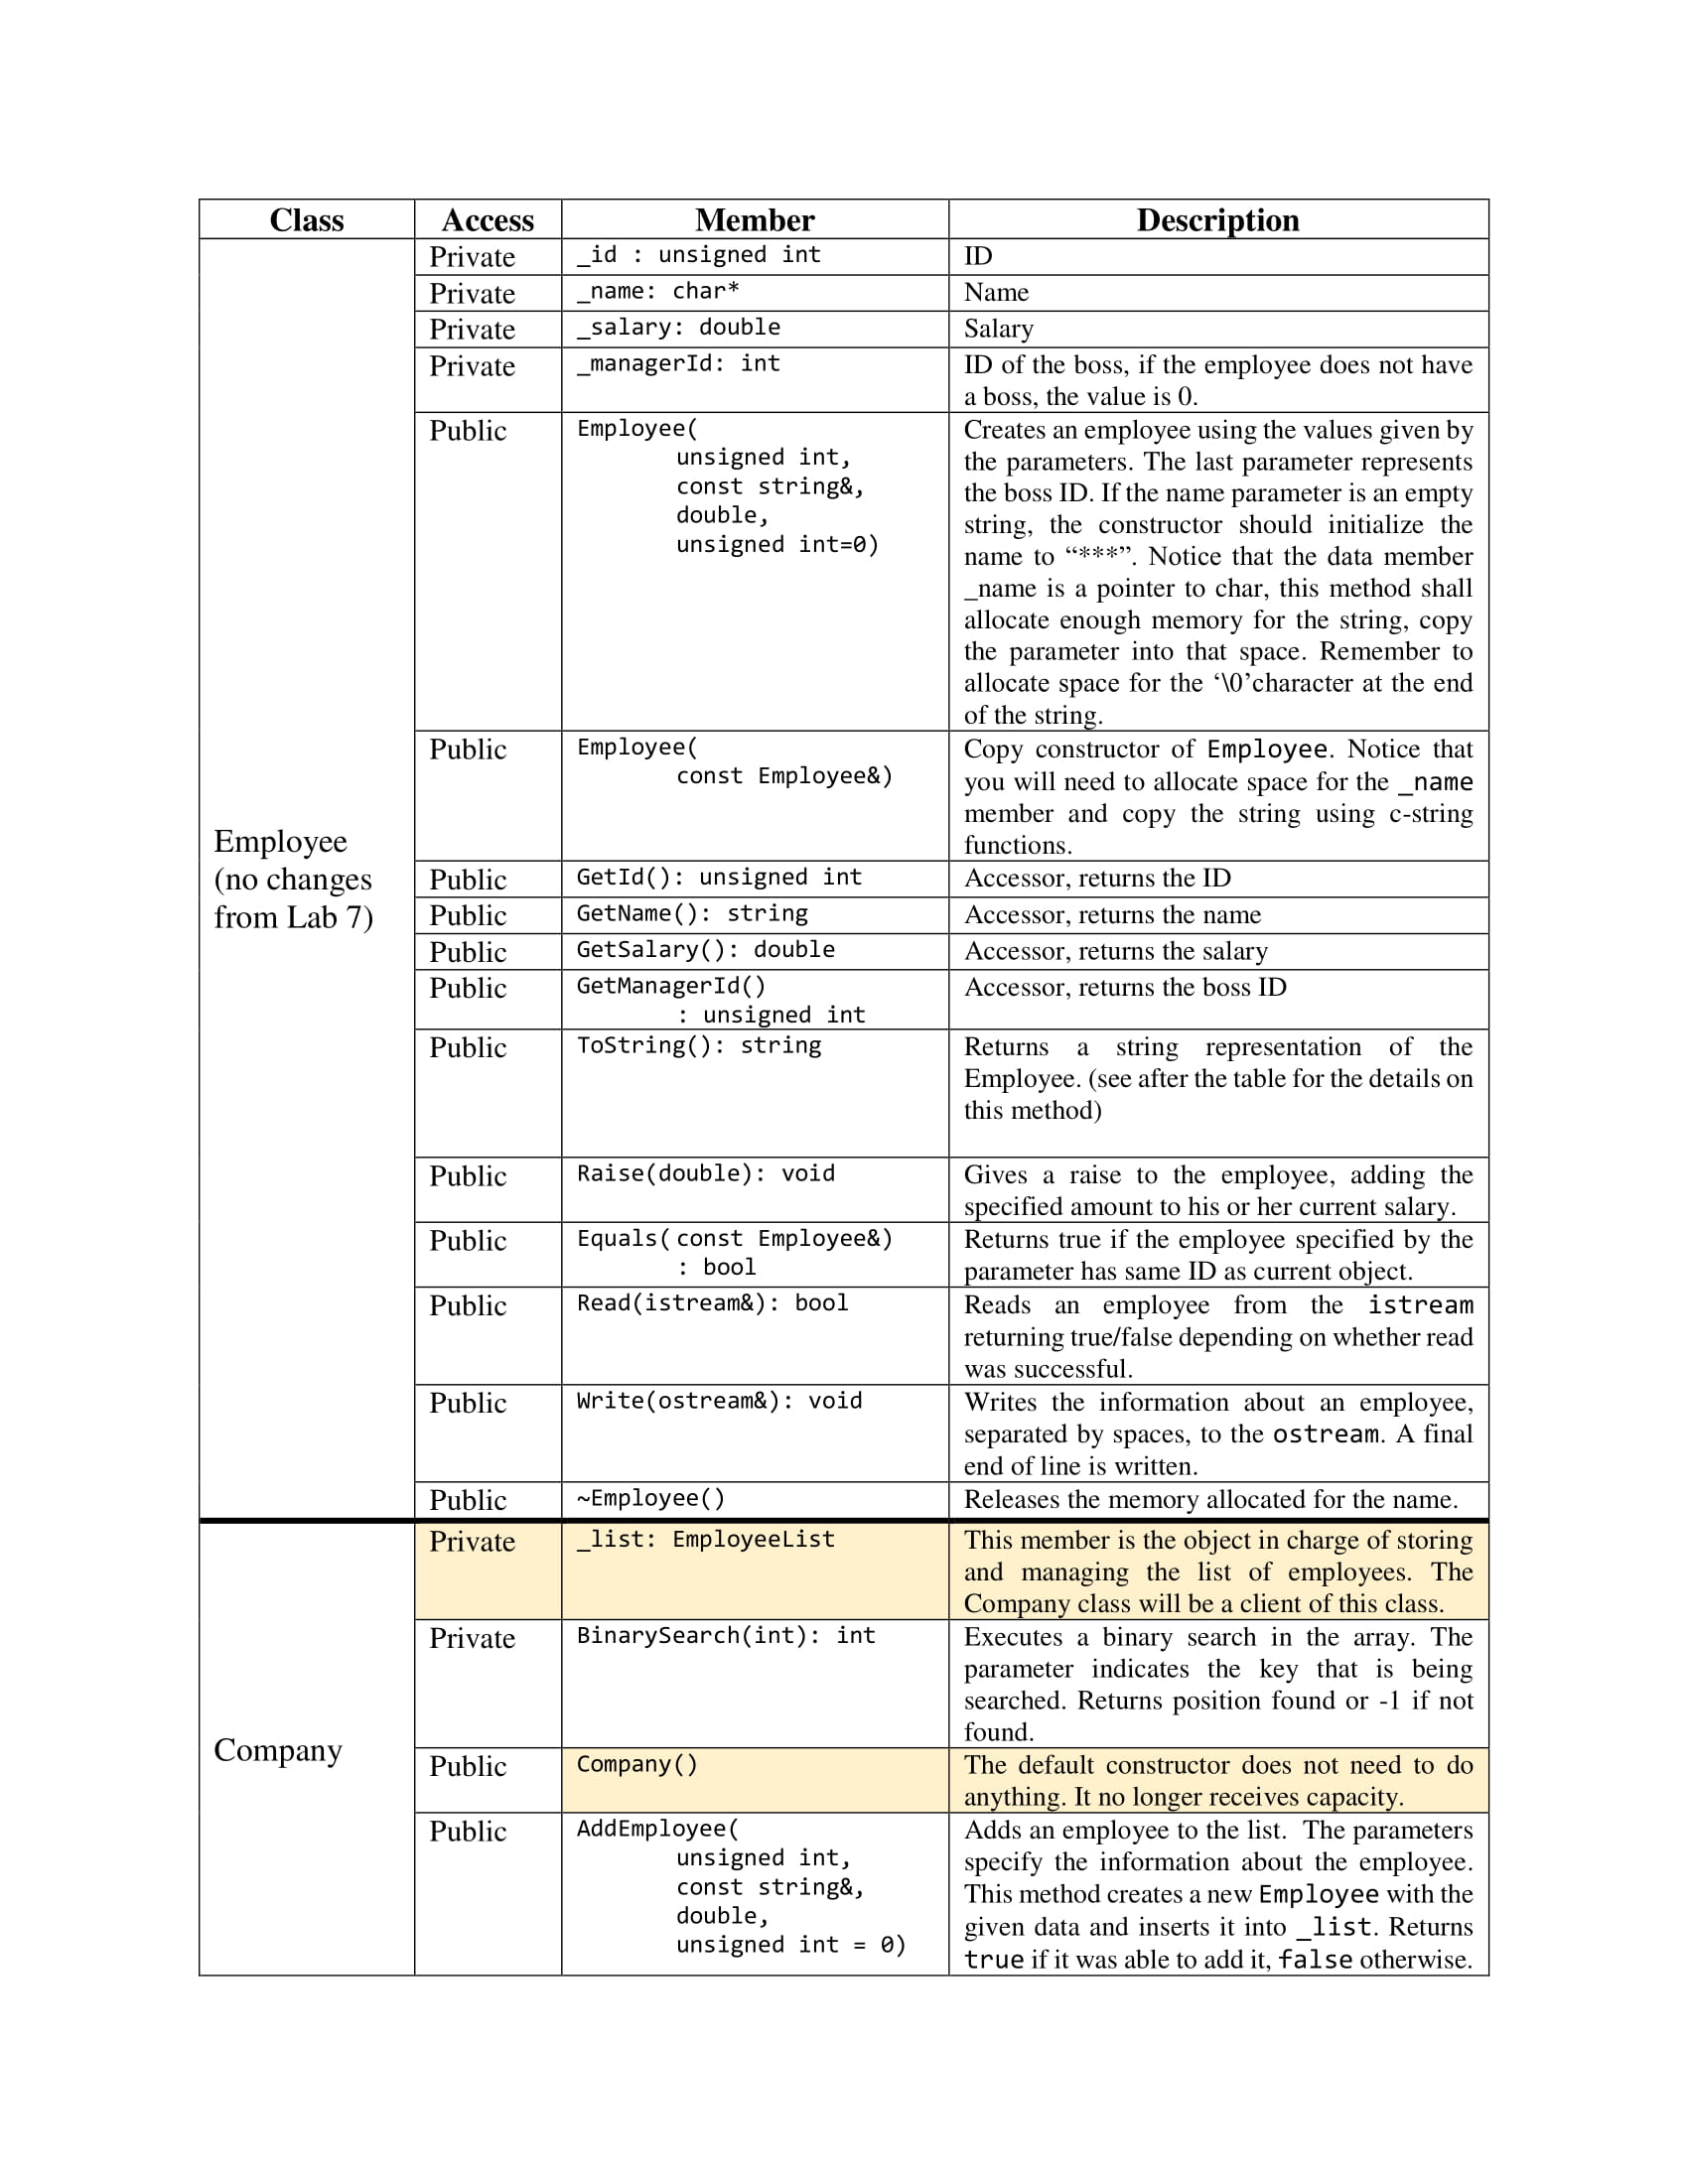 Class Access Member Description
Employee
(no changes
from Lab 7)
Private _id : unsigned int ID
Private _name: char* Name
Private _salary: double Salary
Private _managerId: int ID of the boss, if the employee does not have
a boss, the value is 0.
Public Employee( Creates an employee using the values given by
unsigned int, the parameters. The last parameter represents
const string&, the boss ID. If the name parameter is an empty
double, string, the constructor should initialize the
unsigned int=0) name to “***”. Notice that the data member
_name is a pointer to char, this method shall
allocate enough memory for the string, copy
the parameter into that space. Remember to
allocate space for the ‘\0’character at the end
of the string.
Public Employee( Copy constructor of Employee. Notice that
const Employee&) you will need to allocate space for the _name
member and copy the string using c-string
functions.
Public GetId(): unsigned int Accessor, returns the ID
Public GetName(): string Accessor, returns the name
Public GetSalary(): double Accessor, returns the salary
Public GetManagerId() Accessor, returns the boss ID
: unsigned int
Public ToString(): string Returns a string representation of the
Employee. (see after the table for the details on
this method)
Public Raise(double): void Gives a raise to the employee, adding the
specified amount to his or her current salary.
Public Equals( const Employee&) Returns true if the employee specified by the
: bool parameter has same ID as current object.
Public Read(istream&): bool Reads an employee from the istream
returning true/false depending on whether read
was successful.
Public Write(ostream&): void Writes the information about an employee,
separated by spaces, to the ostream. A final
end of line is written.
Public ~Employee() Releases the memory allocated for the name.
Company
Private _list: EmployeeList This member is the object in charge of storing
and managing the list of employees. The
Company class will be a client of this class.
Private BinarySearch(int): int Executes a binary search in the array. The
parameter indicates the key that is being
searched. Returns position found or -1 if not
found.
Public Company() The default constructor does not need to do
anything. It no longer receives capacity.
Public AddEmployee( Adds an employee to the list. The parameters
unsigned int, specify the information about the employee.
const string&, This method creates a new Employee with the
double, given data and inserts it into _list. Returns
unsigned int = 0) true if it was able to add it, false otherwise.